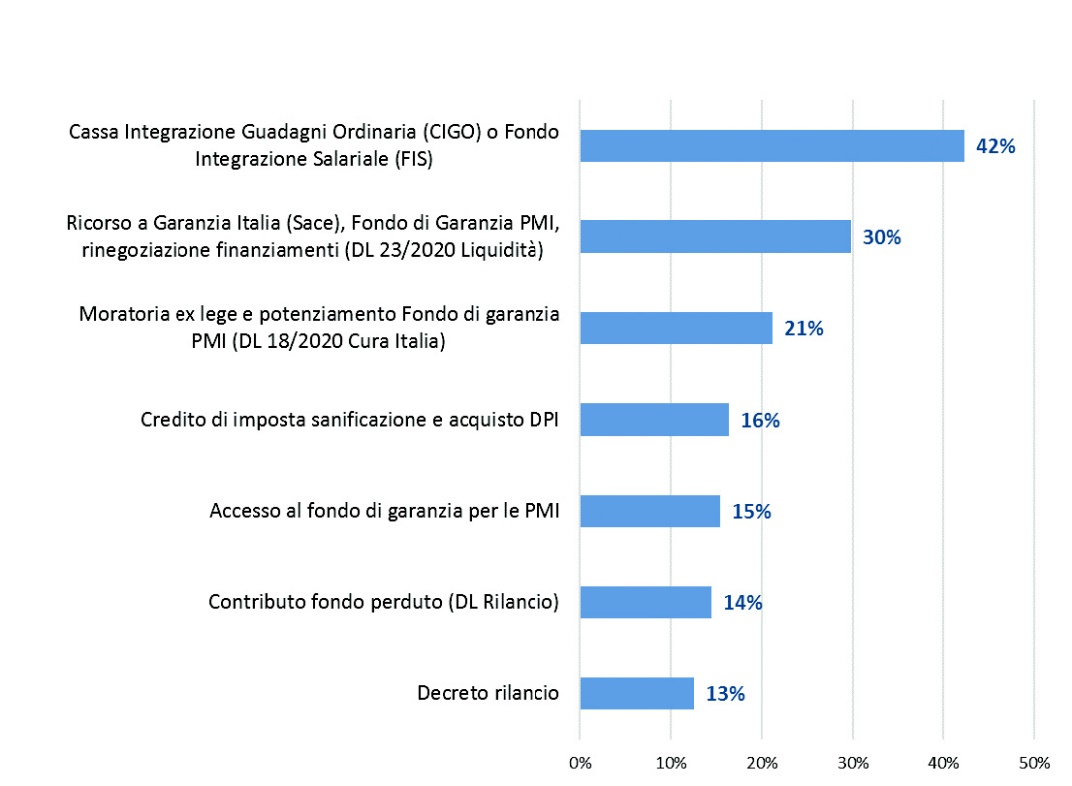 Cassa Integrazione Guadagni Ordinaria (CIGO) o Fondo
Integrazione Salariale (FIS)
42%
Ricorso a Garanzia Italia (Sace), Fondo di Garanzia PMI,
rinegoziazione finanziamenti (DL 23/2020 Liquidità)
30%
Moratoria ex lege e potenziamento Fondo di garanzia
PMI (DL 18/2020 Cura Italia)
21%
Credito di imposta sanificazione e acquisto DPI
16%
Accesso al fondo di garanzia per le PMI
15%
Contributo fondo perduto (DL Rilancio)
14%
Decreto rilancio
13%
0% 10% 20% 30% 40% 50%